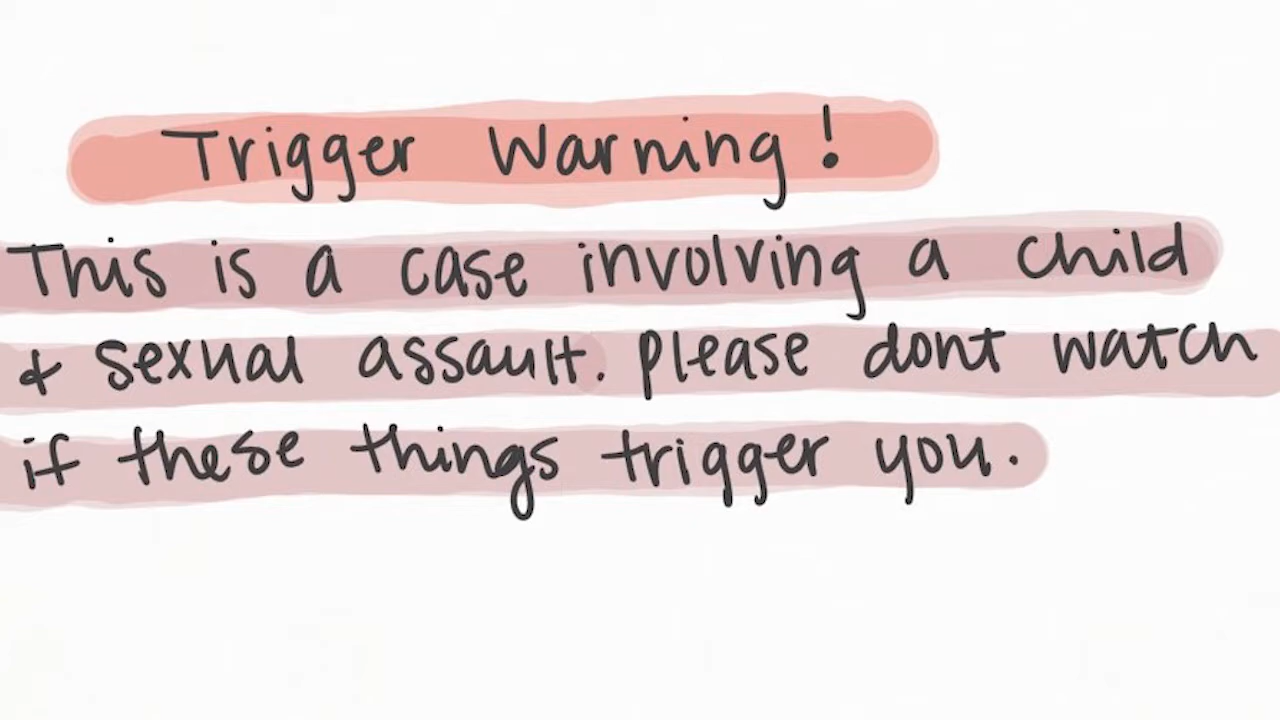 Trigger Warning!
This is a case involving a child
& sexual assault. please dont watch
if these things trigger you.